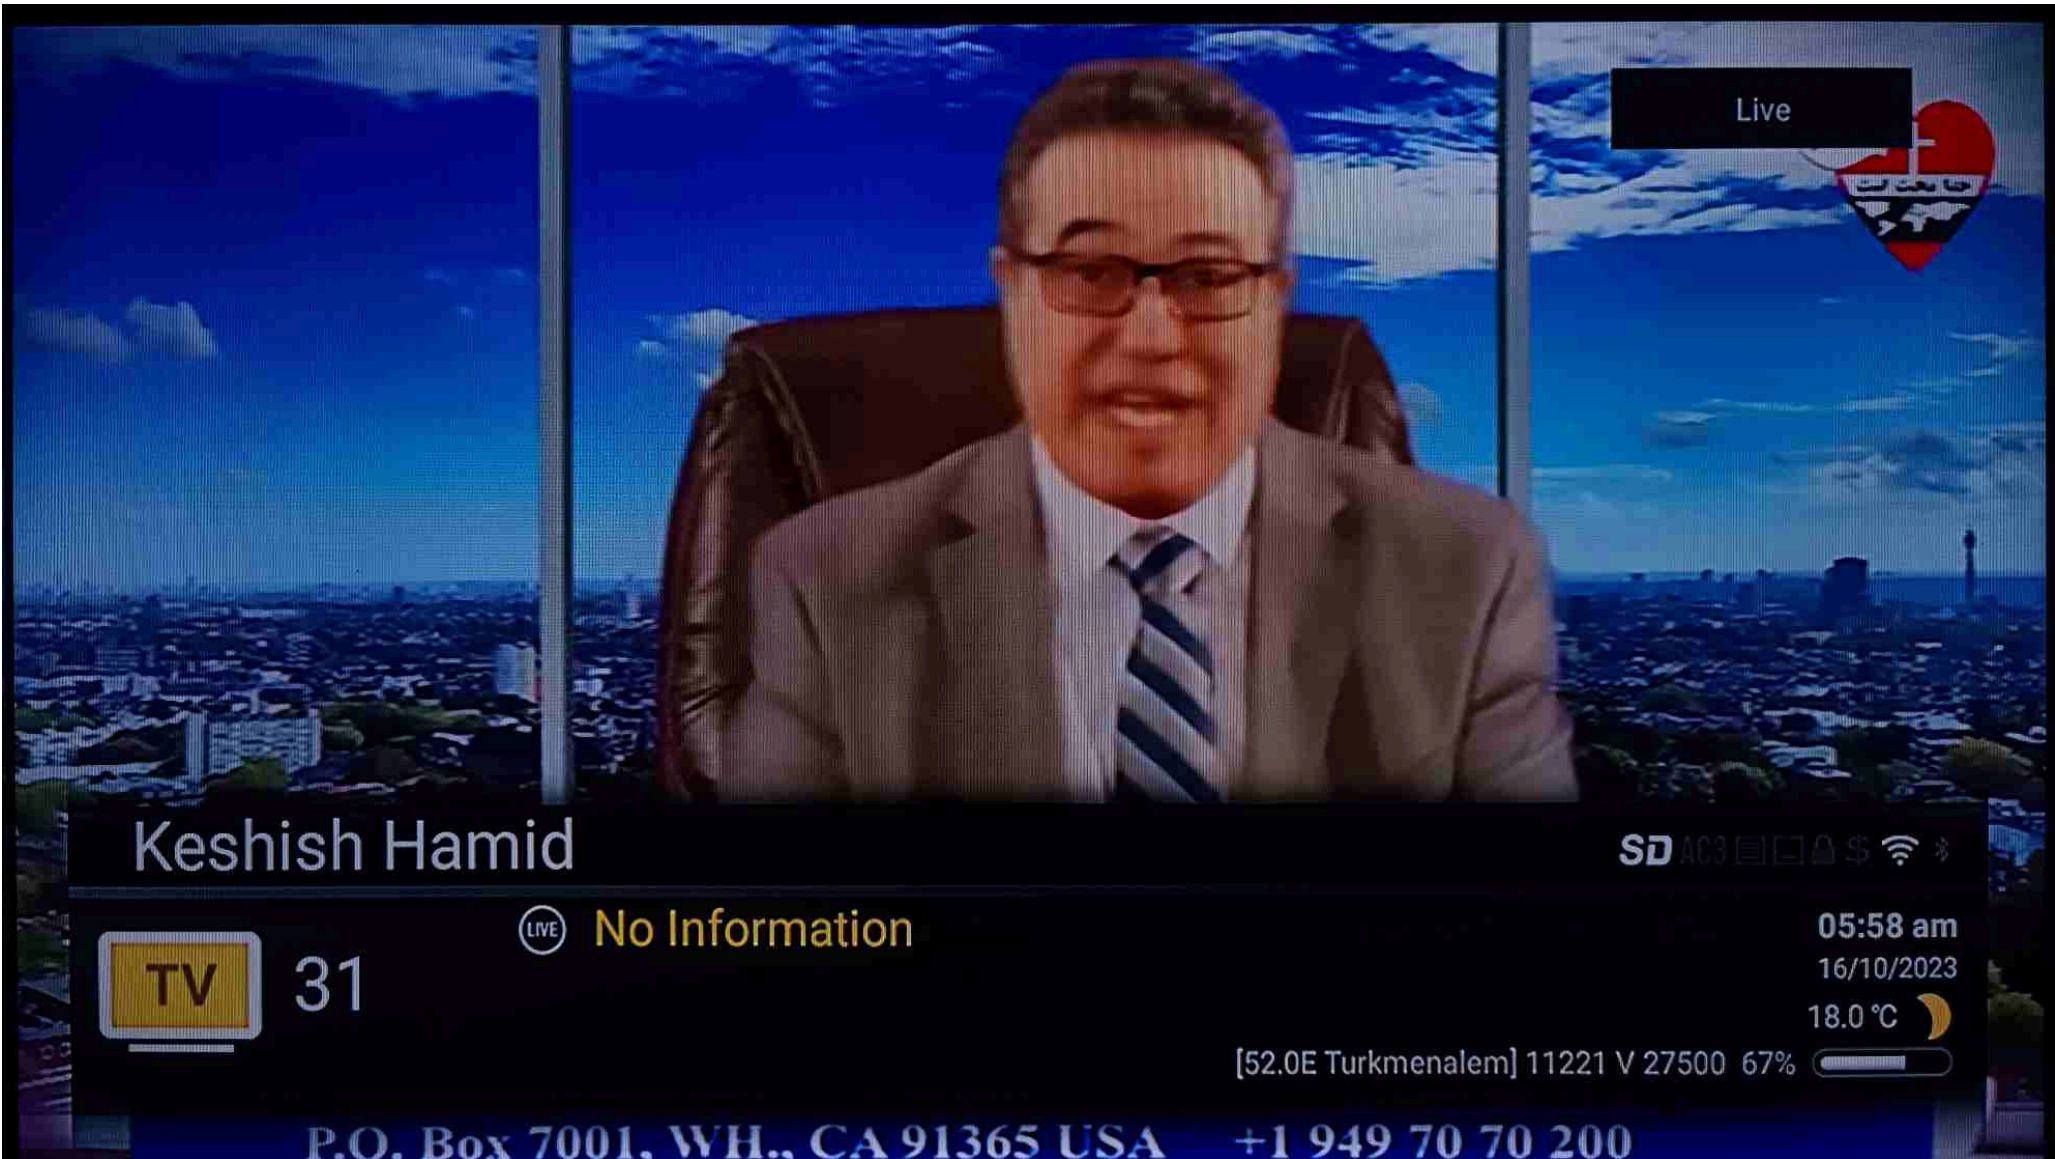 Live
Keshish Hamid
SD AC3 $
LIVE No Information
05:58 am
TV 31
16/10/2023
18.0 °C
[52.0E Turkmenalem] 11221 V 27500 67%
P.O. Box 7001, WH., CA 91365 USA +1 949 70 70 200